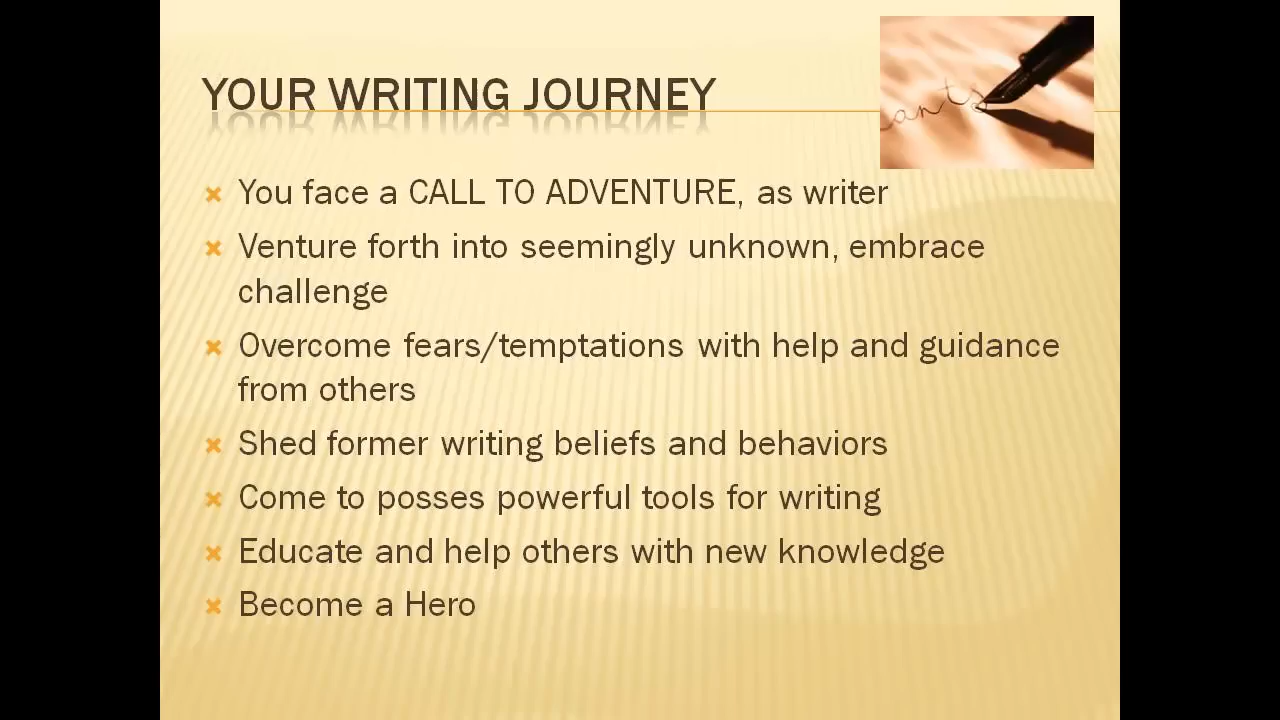 YOUR WRITING JOURNEY
ants
You face a CALL TO ADVENTURE, as writer
Venture forth into seemingly unknown, embrace
challenge
Overcome fears/temptations with help and guidance
from others
Shed former writing beliefs and behaviors
Come to posses powerful tools for writing
Educate and help others with new knowledge
Become a Hero